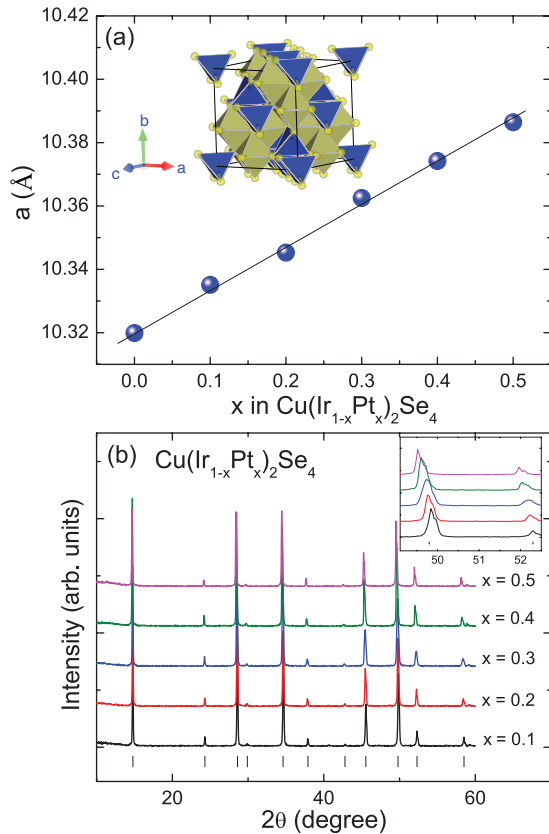 (a)
10.42
10.40
10.38
10.36
10.34
10.32
a (Å)
b
c
a
0.0 0.1 0.2 0.3 0.4 0.5
x in Cu(Ir₁₋ₓPtₓ)₂Se₄
(b) Cu(Ir₁₋ₓPtₓ)₂Se₄
50 51 52
x = 0.5
x = 0.4
x = 0.3
x = 0.2
x = 0.1
Intensity (arb. units)
20 40 60
2θ (degree)